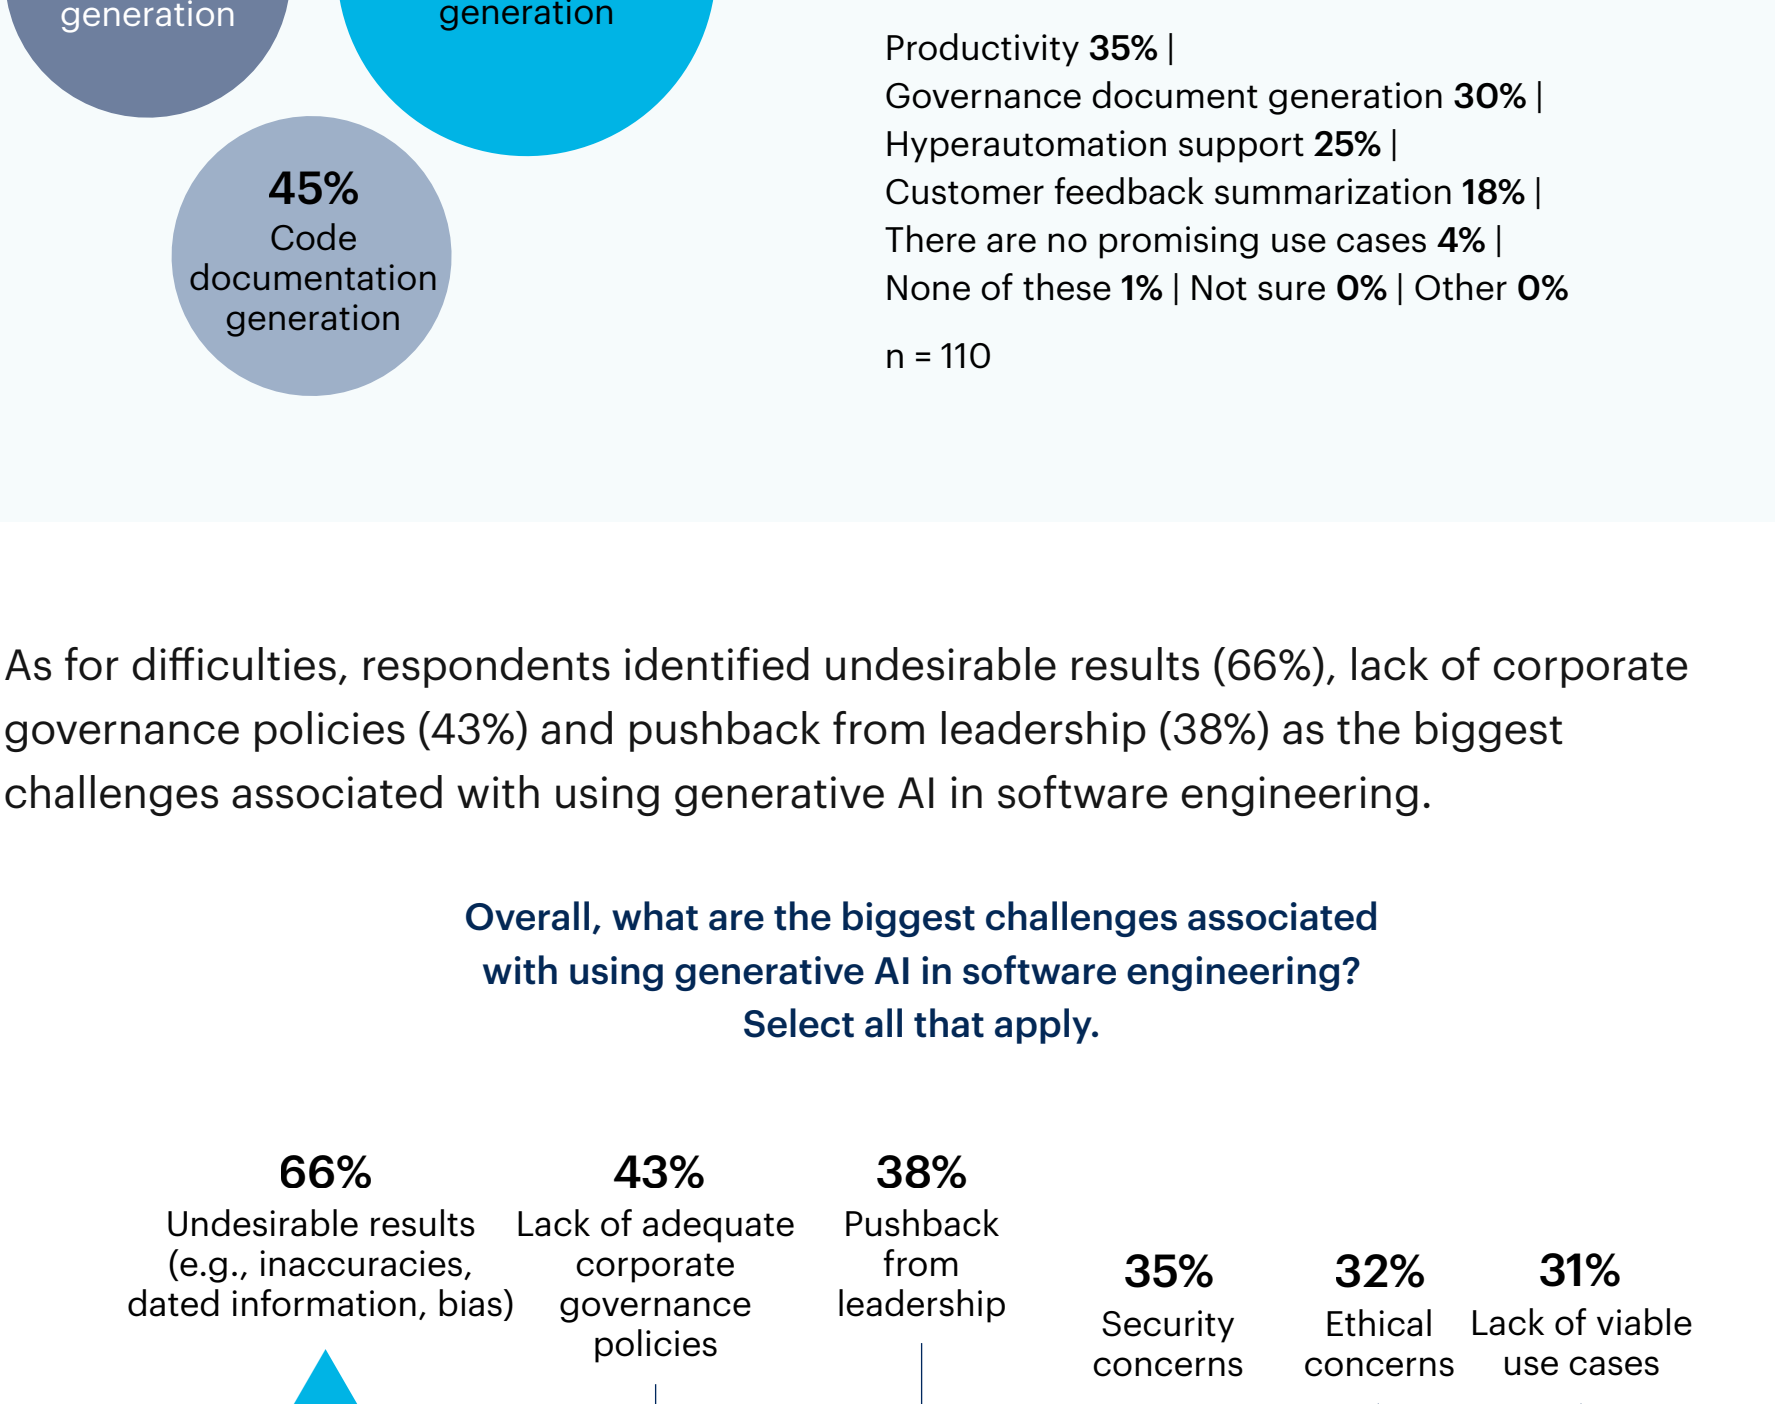 generation
generation
45%
Code
documentation
generation
Productivity 35% |
Governance document generation 30% |
Hyperautomation support 25% |
Customer feedback summarization 18% |
There are no promising use cases 4% |
None of these 1% | Not sure 0% | Other 0%
n = 110
As for difficulties, respondents identified undesirable results (66%), lack of corporate
governance policies (43%) and pushback from leadership (38%) as the biggest
challenges associated with using generative AI in software engineering.
Overall, what are the biggest challenges associated
with using generative AI in software engineering?
Select all that apply.
66%
Undesirable results
(e.g., inaccuracies,
dated information, bias)
43%
Lack of adequate
corporate
governance
policies
38%
Pushback
from
leadership
35%
Security
concerns
32%
Ethical
concerns
31%
Lack of viable
use cases